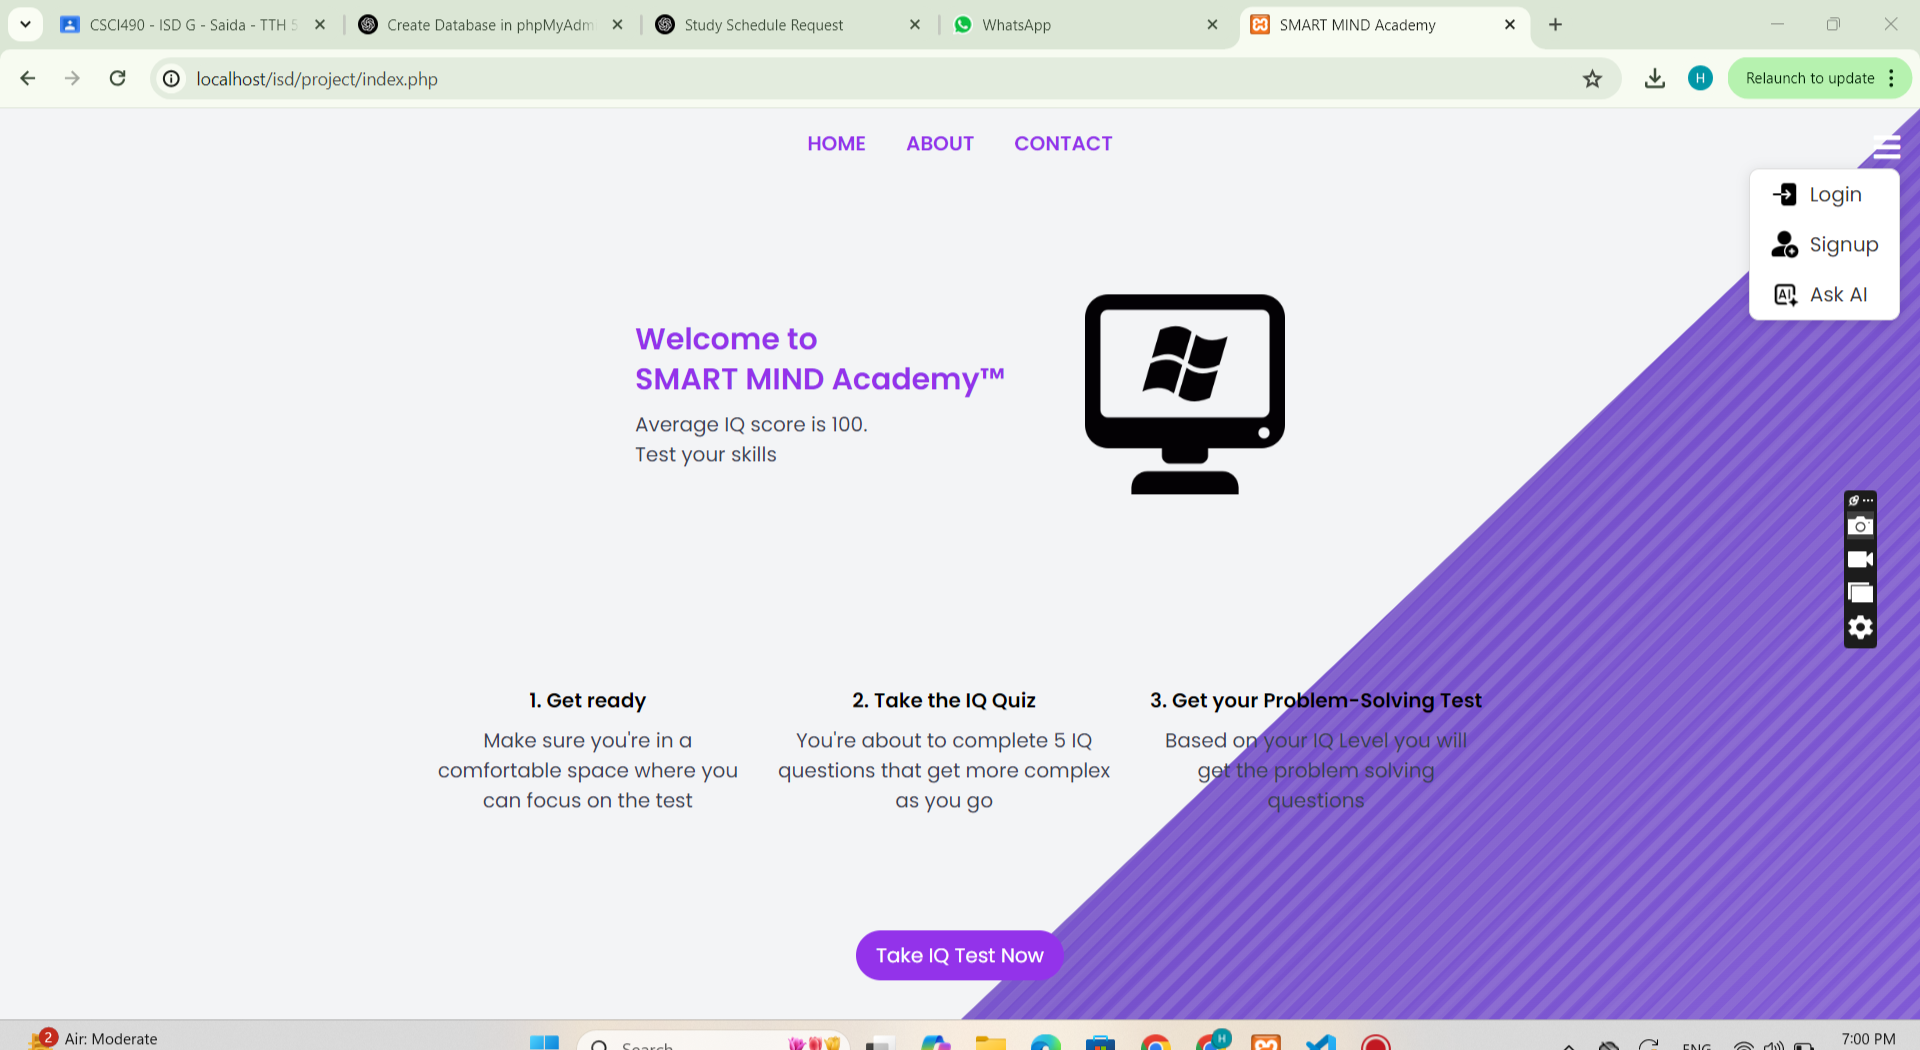 CSCI490 - ISD G - Saida - TTH 5
Create Database in phpMyAdm
Study Schedule Request
WhatsApp
SMART MIND Academy
localhost/isd/project/index.php
H
Relaunch to update
HOME
ABOUT
CONTACT
Login
Signup
AI
Ask AI
Welcome to
SMART MIND Academy™
Average IQ score is 100.
Test your skills
1. Get ready
Make sure you're in a
comfortable space where you
can focus on the test
2. Take the IQ Quiz
You're about to complete 5 IQ
questions that get more complex
as you go
3. Get your Problem-Solving Test
Based on your IQ Level you will
get the problem solving
questions
Take IQ Test Now
2
Air: Moderate
Search
H
ENG
7:00 PM